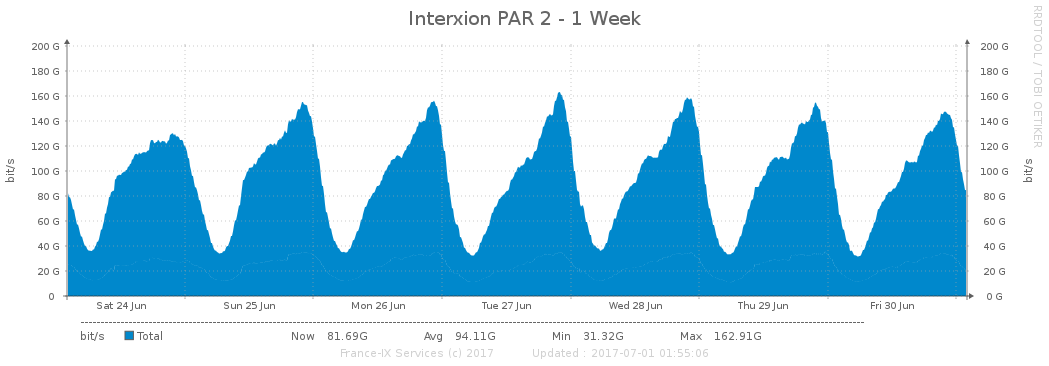 Interxion PAR 2 - 1 Week
RRDTOOL / TOBI OETIKER
200 G 200 G
180 G 180 G
160 G 160 G
140 G 140 G
120 G 120 G
100 G 100 G
80 G 80 G
60 G 60 G
40 G 40 G
20 G 20 G
0 0 G
bit/s
bit/s
Sat 24 Jun Sun 25 Jun Mon 26 Jun Tue 27 Jun Wed 28 Jun Thu 29 Jun Fri 30 Jun
bit/s Total Now 81.69G Avg 94.11G Min 31.32G Max 162.91G
France-IX Services (c) 2017 Updated : 2017-07-01 01:55:06